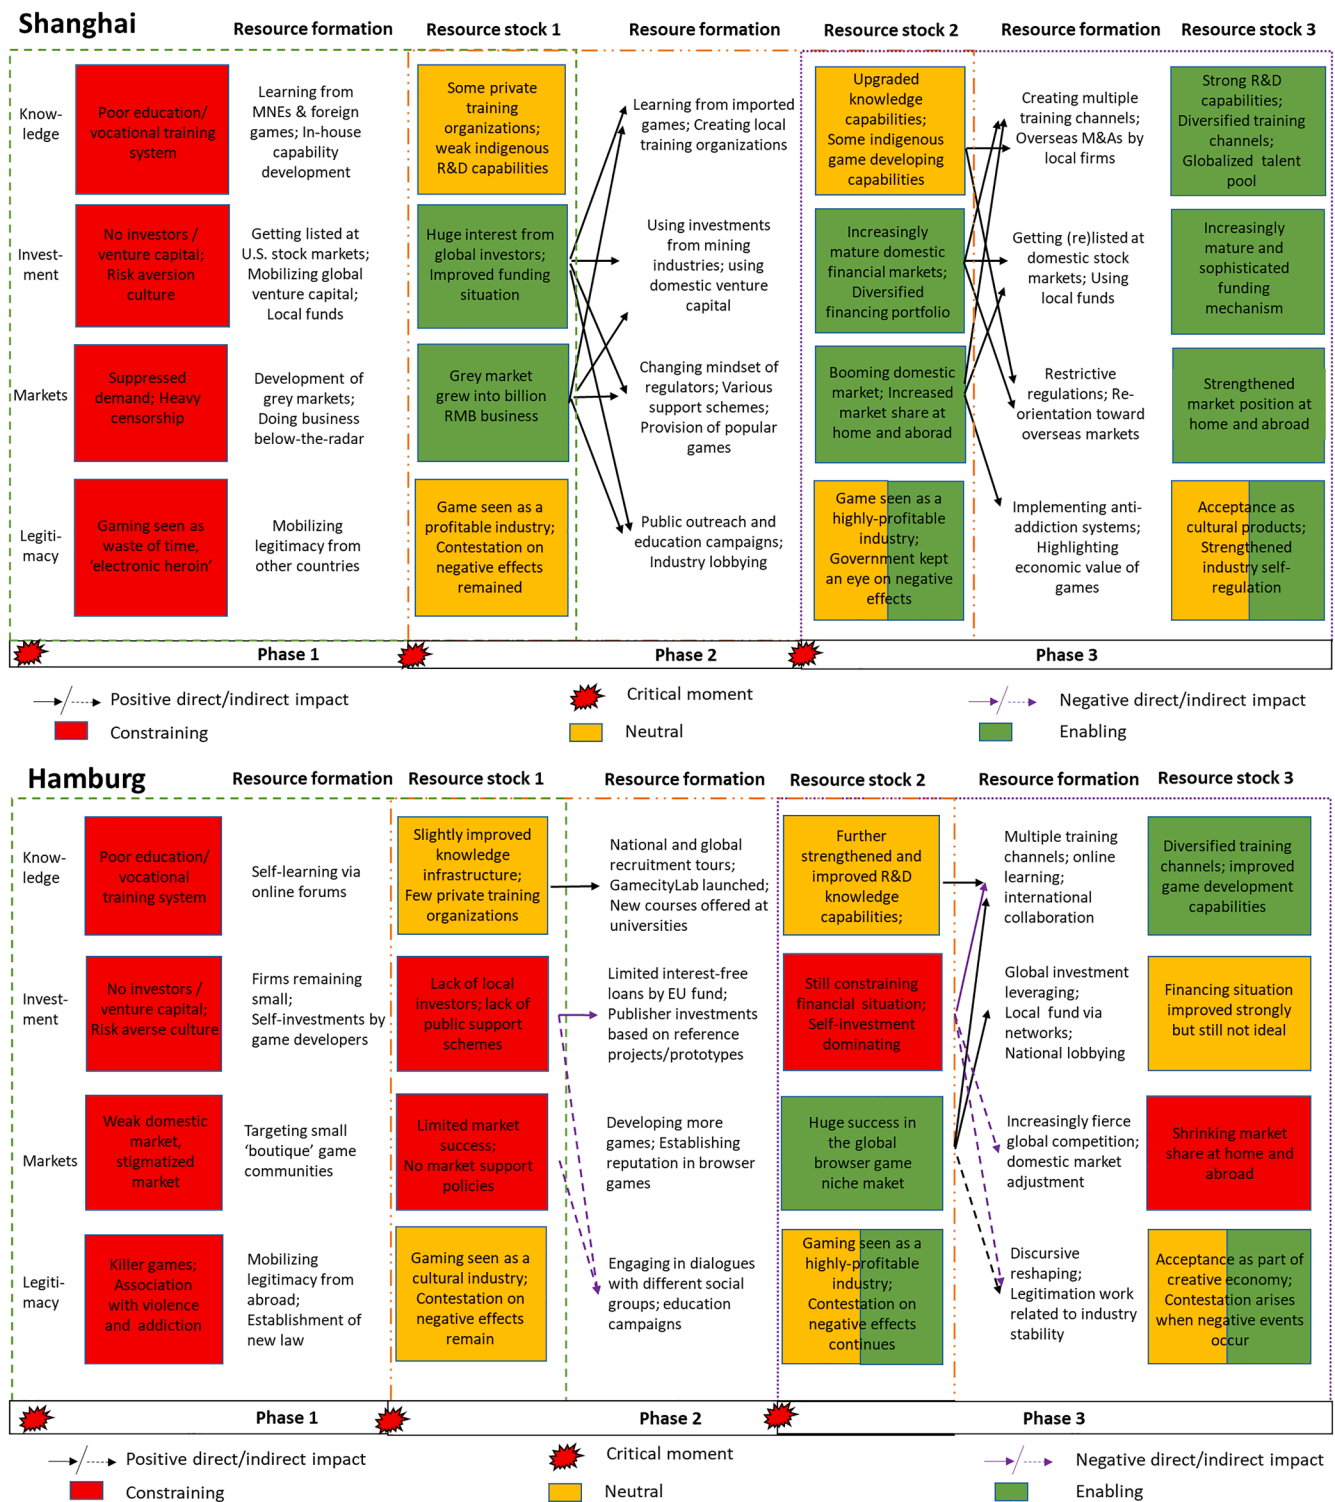 Shanghai
Resource formation
Resource stock 1
Resource formation
Resource stock 2
Resource formation
Resource stock 3
Know-
ledge
Poor education/
vocational training
system
Learning from
MNEs & foreign
games; In-house
capability
development
Some private
training
organizations;
weak indigenous
R&D capabilities
Learning from imported
games; Creating local
training organizations
Upgraded
knowledge
capabilities;
Some indigenous
game developing
capabilities
Creating multiple
training channels;
Overseas M&As by
local firms
Strong R&D
capabilities;
Diversified training
channels;
Globalized talent
pool
Invest-
ment
No investors /
venture capital;
Risk aversion
culture
Getting listed at
U.S. stock markets;
Mobilizing global
venture capital;
Local funds
Huge interest from
global investors;
Improved funding
situation
Using investments
from mining
industries; using
domestic venture
capital
Increasingly
mature domestic
financial markets;
Diversified
financing portfolio
Getting (re)listed at
domestic stock
markets; Using
local funds
Increasingly
mature and
sophisticated
funding
mechanism
Markets
Suppressed
demand; Heavy
censorship
Development of
grey markets;
Doing business
below-the-radar
Grey market
grew into billion
RMB business
Changing mindset of
regulators; Various
support schemes;
Provision of popular
games
Booming domestic
market; Increased
market share at
home and aborad
Restrictive
regulations; Re-
orientation toward
overseas markets
Strengthened
market position at
home and abroad
Legiti-
macy
Gaming seen as
waste of time,
‘electronic heroin’
Mobilizing
legitimacy from
other countries
Game seen as a
profitable industry;
Contestation on
negative effects
remained
Public outreach and
education campaigns;
Industry lobbying
Game seen as a
highly-profitable
industry;
Government kept
an eye on negative
effects
Implementing anti-
addiction systems;
Highlighting
economic value of
games
Acceptance as
cultural products;
Strengthened
industry self-
regulation
Phase 1
Phase 2
Phase 3
Positive direct/indirect impact
Critical moment
Negative direct/indirect impact
Constraining
Neutral
Enabling
Hamburg
Resource formation
Resource stock 1
Resource formation
Resource stock 2
Resource formation
Resource stock 3
Know-
ledge
Poor education/
vocational
training system
Self-learning via
online forums
Slightly improved
knowledge
infrastructure;
Few private training
organizations
National and global
recruitment tours;
GamecityLab launched;
New courses offered at
universities
Further
strengthened and
improved R&D
knowledge
capabilities;
Multiple training
channels; online
learning;
international
collaboration
Diversified training
channels; improved
game development
capabilities
Invest-
ment
No investors /
venture capital;
Risk averse culture
Firms remaining
small;
Self-investments by
game developers
Lack of local
investors; lack of
public support
schemes
Limited interest-free
loans by EU fund;
Publisher investments
based on reference
projects/prototypes
Still constraining
financial situation;
Self-investment
dominating
Global investment
leveraging;
Local fund via
networks;
National lobbying
Financing situation
improved strongly
but still not ideal
Markets
Weak domestic
market,
stigmatized
market
Targeting small
‘boutique’ game
communities
Limited market
success;
No market support
policies
Developing more
games; Establishing
reputation in browser
games
Huge success in
the global
browser game
niche maket
Increasingly fierce
global competition;
domestic market
adjustment
Shrinking market
share at home and
abroad
Legiti-
macy
Killer games;
Association
with violence
and addiction
Mobilizing
legitimacy from
abroad;
Establishment of
new law
Gaming seen as a
cultural industry;
Contestation on
negative effects
remain
Engaging in dialogues
with different social
groups; education
campaigns
Gaming seen as a
highly-profitable
industry;
Contestation on
negative effects
continues
Discursive
reshaping;
Legitimation work
related to industry
stability
Acceptance as part of
creative economy;
Contestation arises
when negative events
occur
Phase 1
Phase 2
Phase 3
Positive direct/indirect impact
Critical moment
Negative direct/indirect impact
Constraining
Neutral
Enabling